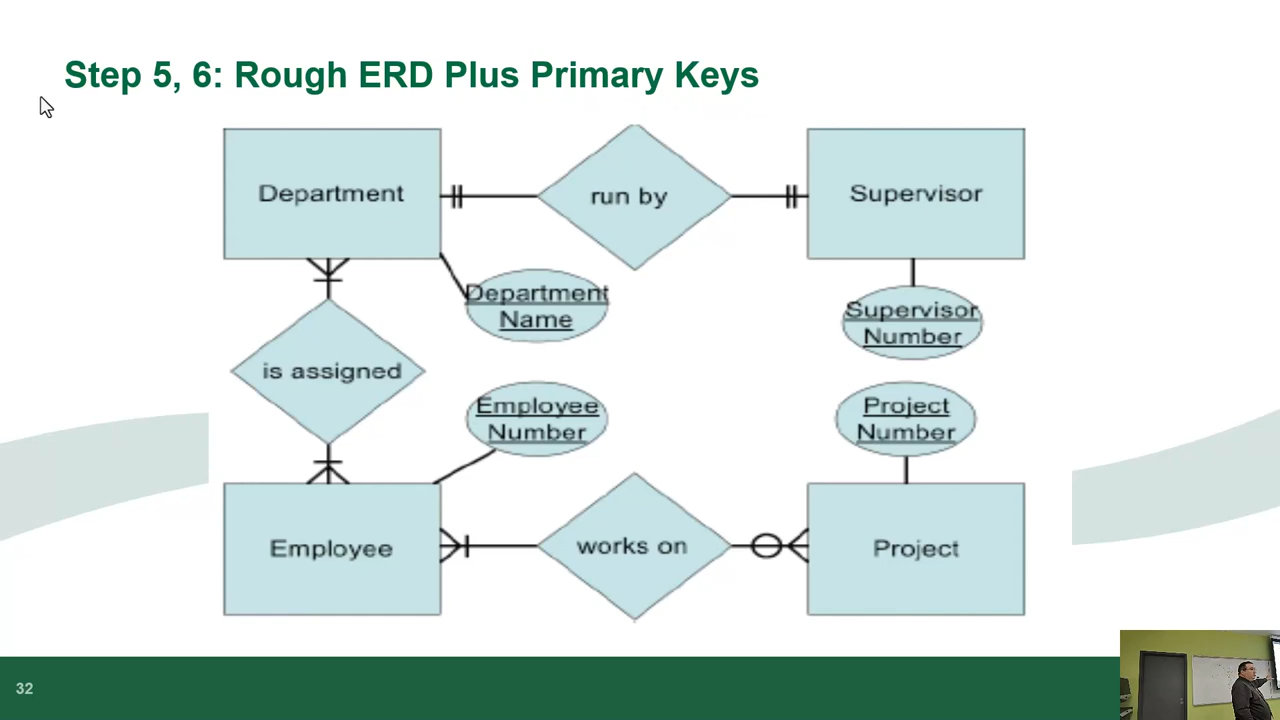 Step 5, 6: Rough ERD Plus Primary Keys
Department
run by
Supervisor
Department
Name
Supervisor
Number
is assigned
Employee
Number
Project
Number
Employee
works on
Project
32